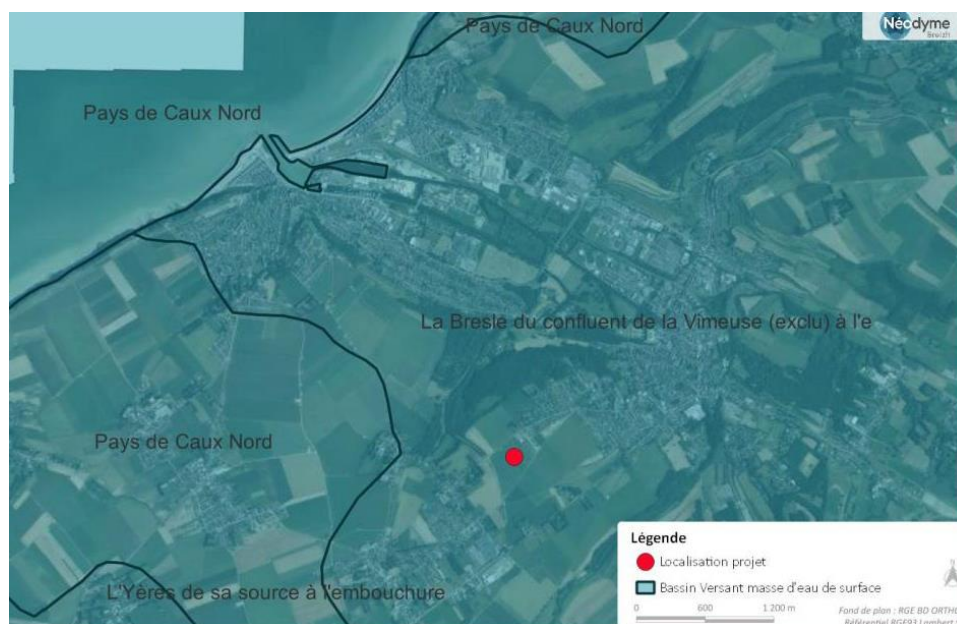 Pays de Caux Nord
Néodyme
Breizh
Pays de Caux Nord
La Bresle du confluent de la Vimeuse (exclu) à l'e
Pays de Caux Nord
L'Yères de sa source à l'embouchure
Légende
Localisation projet
Bassin Versant masse d'eau de surface
0 600 1 200 m
Fond de plan : RGE BD ORTHO
Référentiel RGF93 Lambert